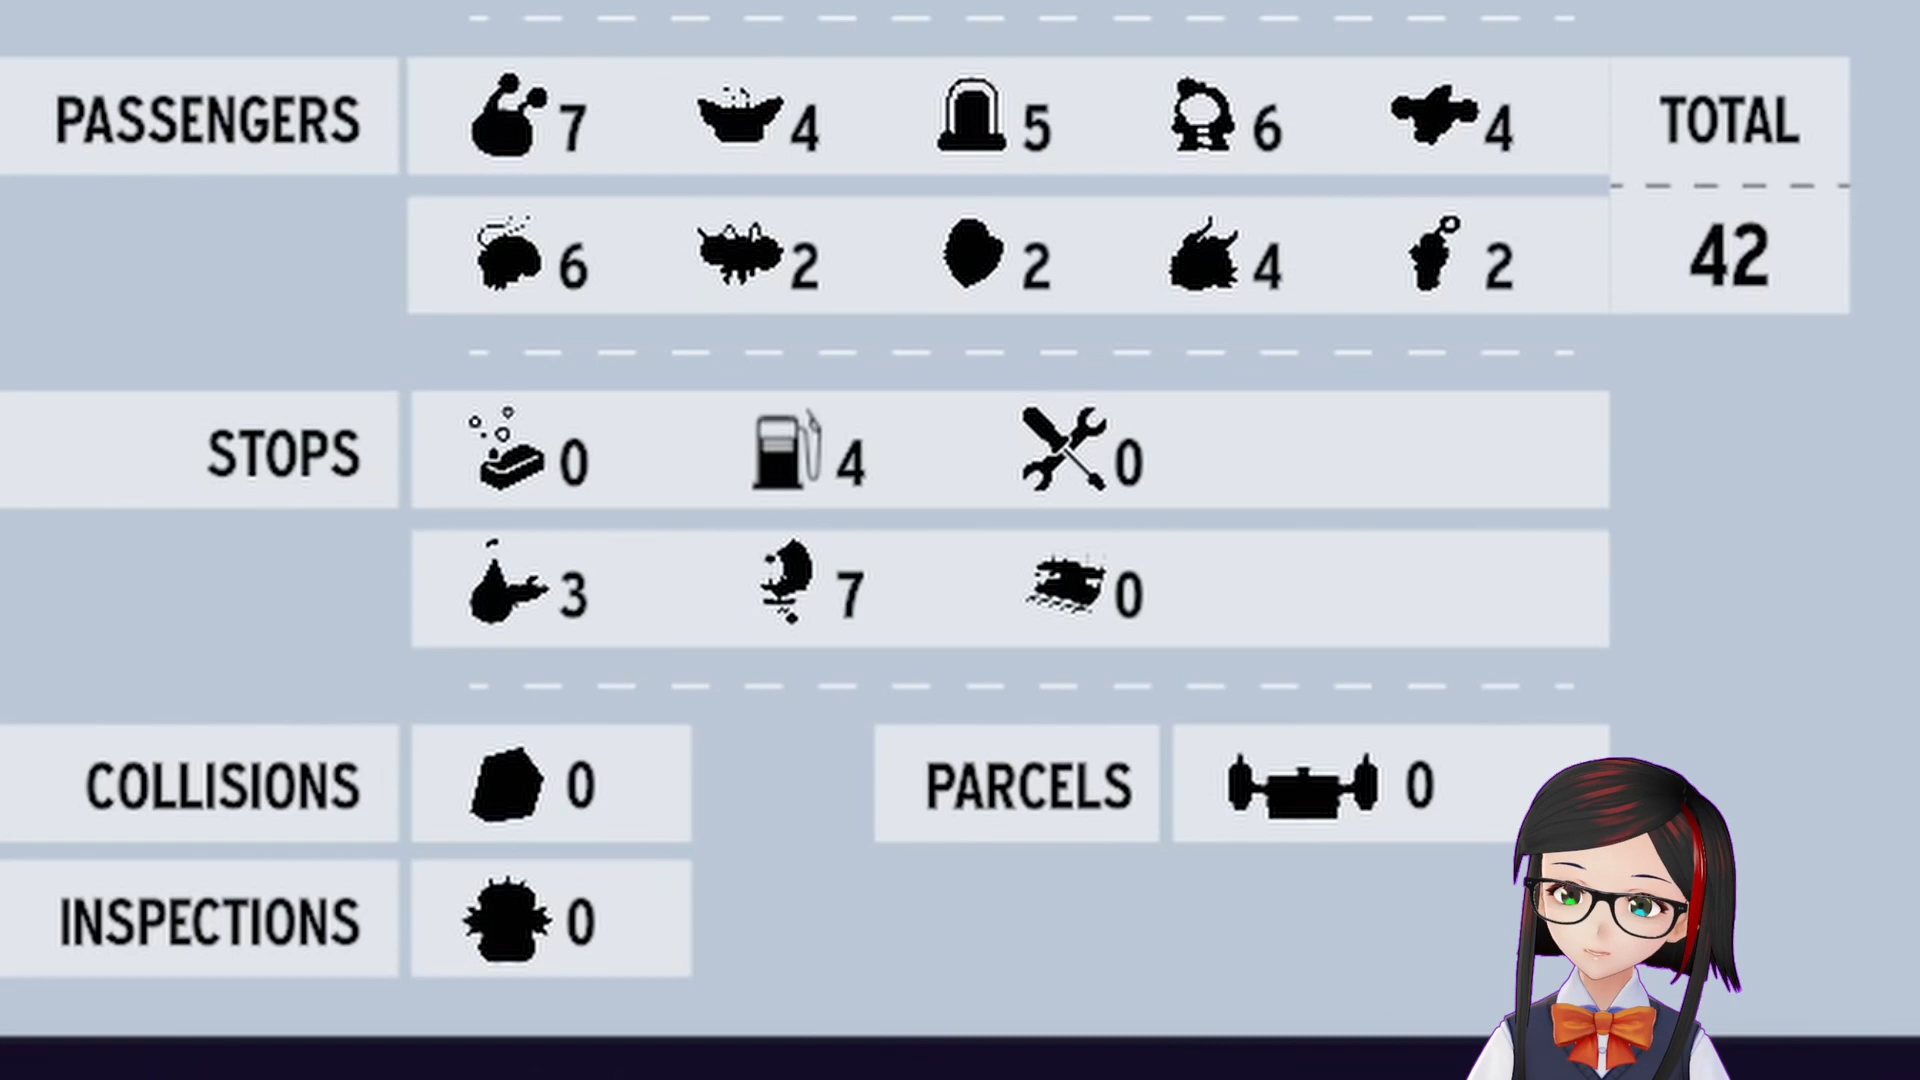 PASSENGERS 7 4 5 6 4 TOTAL
6 2 2 4 2 42
STOPS 0 4 0
3 7 0
COLLISIONS 0 PARCELS 0
INSPECTIONS 0